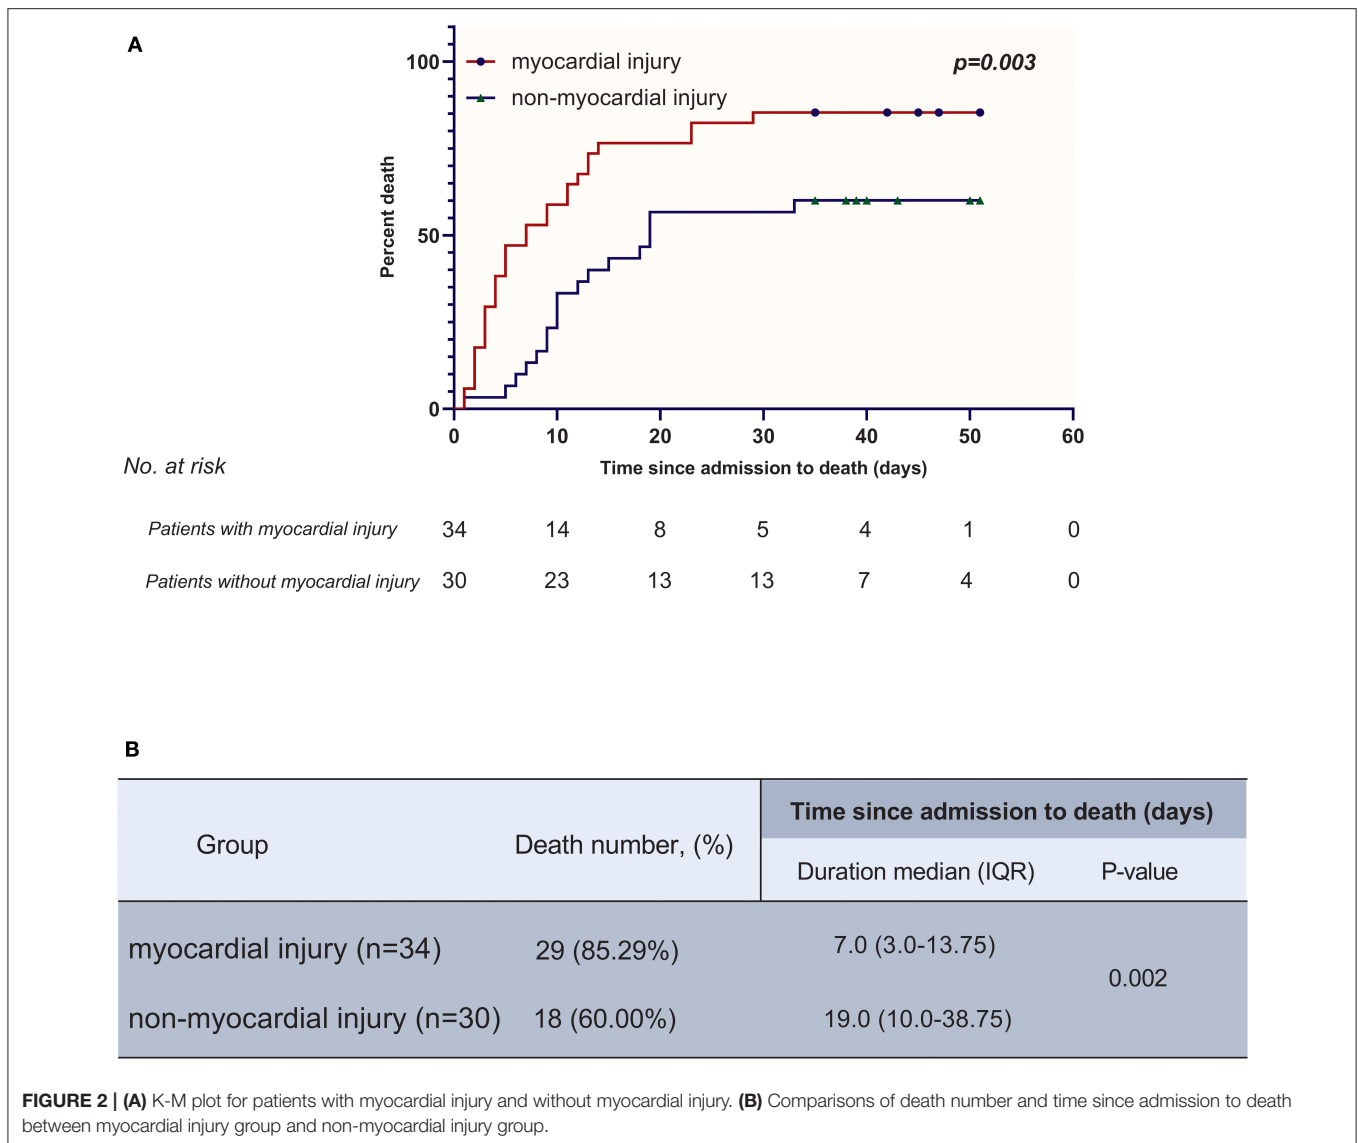 A
100
myocardial injury
p=0.003
non-myocardial injury
Percent death
50
0
0 10 20 30 40 50 60
No. at risk
Time since admission to death (days)
Patients with myocardial injury 34 14 8 5 4 1 0
Patients without myocardial injury 30 23 13 13 7 4 0
B
Time since admission to death (days)
Group Death number, (%)
Duration median (IQR) P-value
myocardial injury (n=34) 29 (85.29%) 7.0 (3.0-13.75)
0.002
non-myocardial injury (n=30) 18 (60.00%) 19.0 (10.0-38.75)
FIGURE 2 | (A) K-M plot for patients with myocardial injury and without myocardial injury. (B) Comparisons of death number and time since admission to death
between myocardial injury group and non-myocardial injury group.